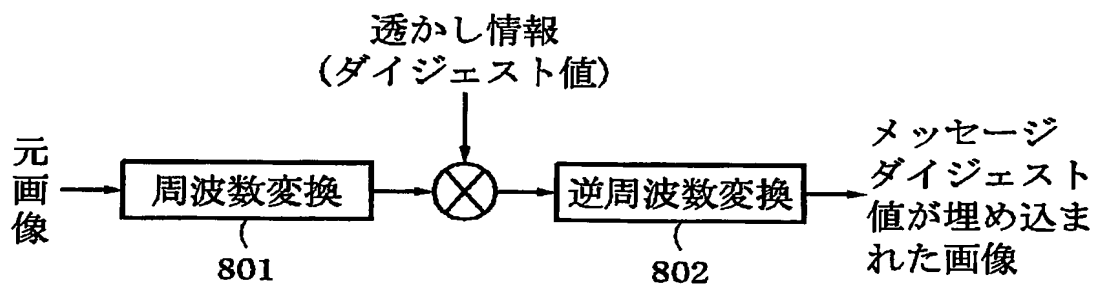 透かし情報
(ダイジェスト値)
元画像
周波数変換
801
逆周波数変換
802
メッセージ
ダイジェスト
値が埋め込ま
れた画像